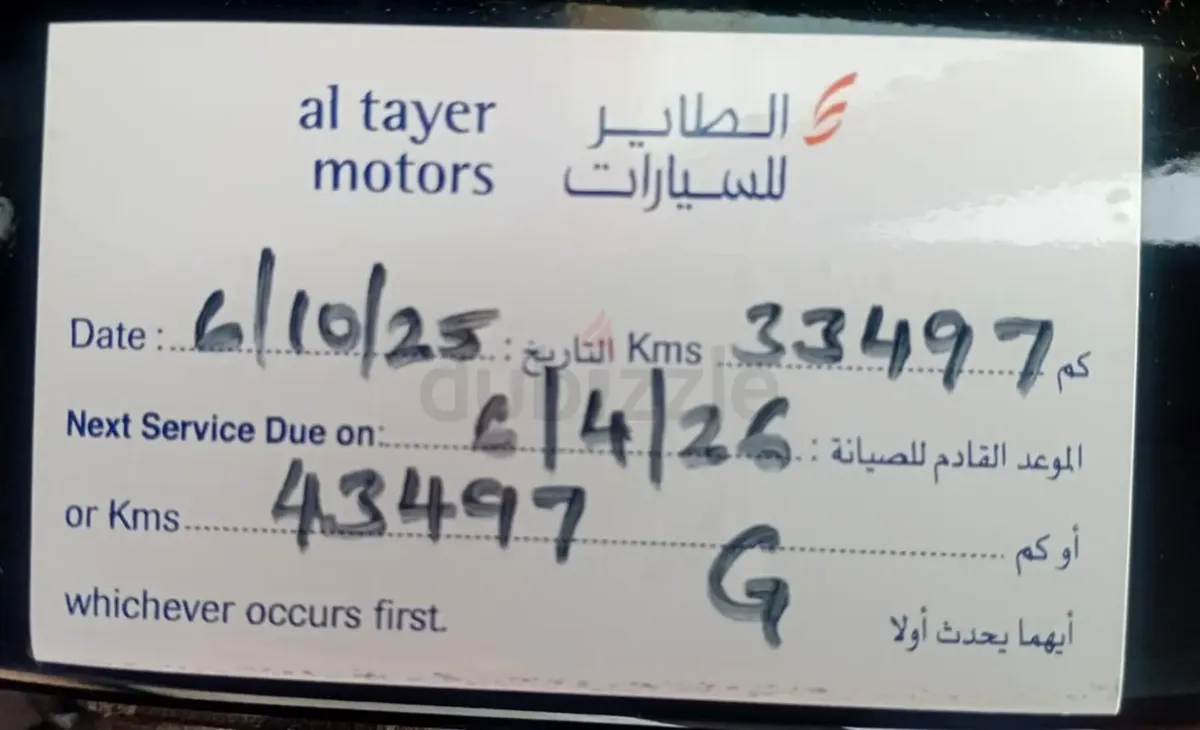 al tayer motors
الطاير للسيارات
Date : 6/10/25 : التاريخ Kms 33497 كم
dubizzle
Next Service Due on: 6/4/26 : الموعد القادم للصيانة
or Kms 43497 أو كم
G
whichever occurs first. أيهما يحدث أولا